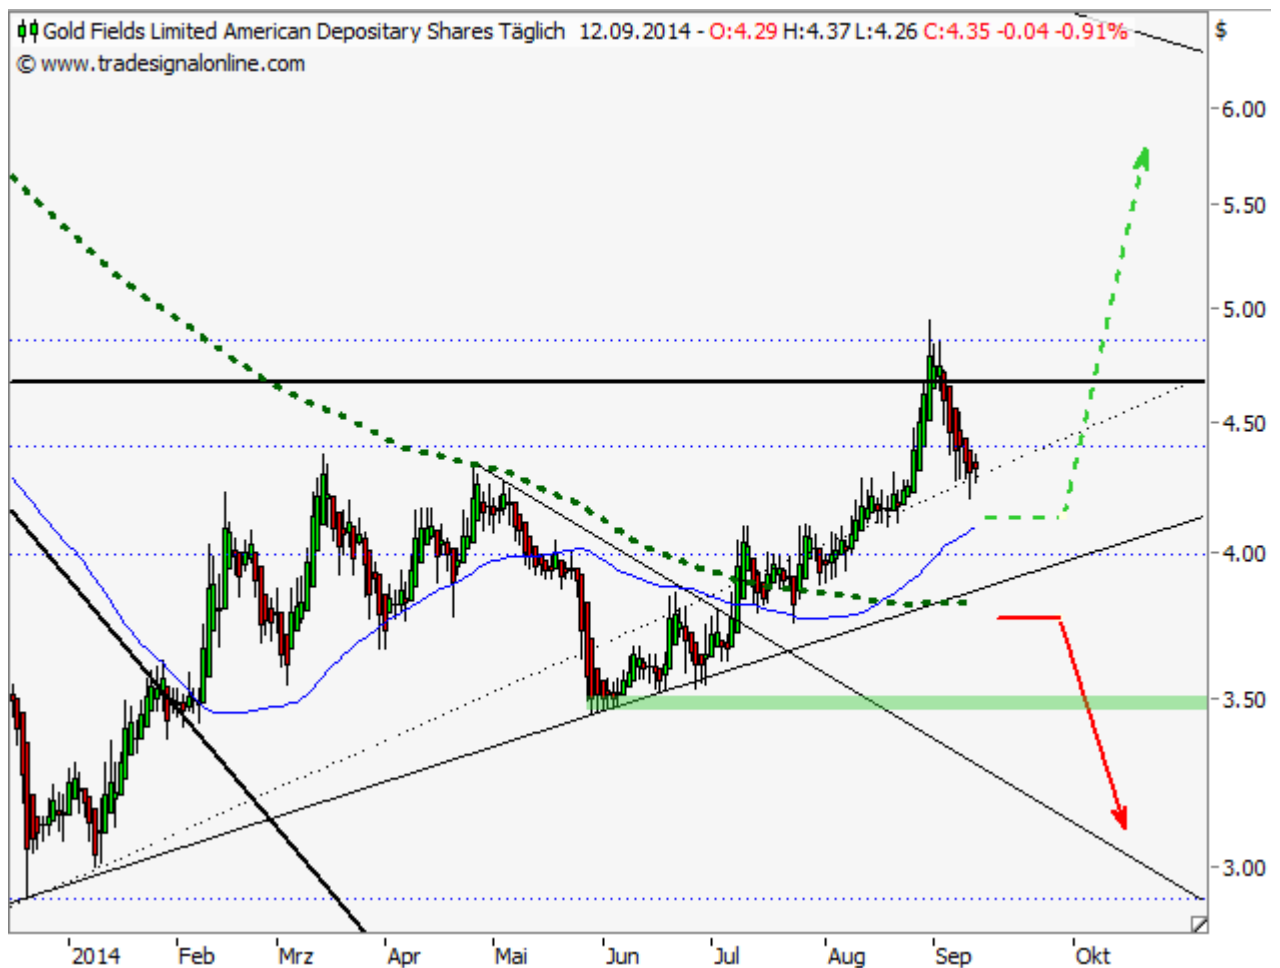 Gold Fields Limited American Depositary Shares Täglich 12.09.2014 - O:4.29 H:4.37 L:4.26 C:4.35 -0.04 -0.91%
$
© www.tradesignalonline.com
6.00
5.50
5.00
4.50
4.00
3.50
3.00
2014 Feb Mrz Apr Mai Jun Jul Aug Sep Okt